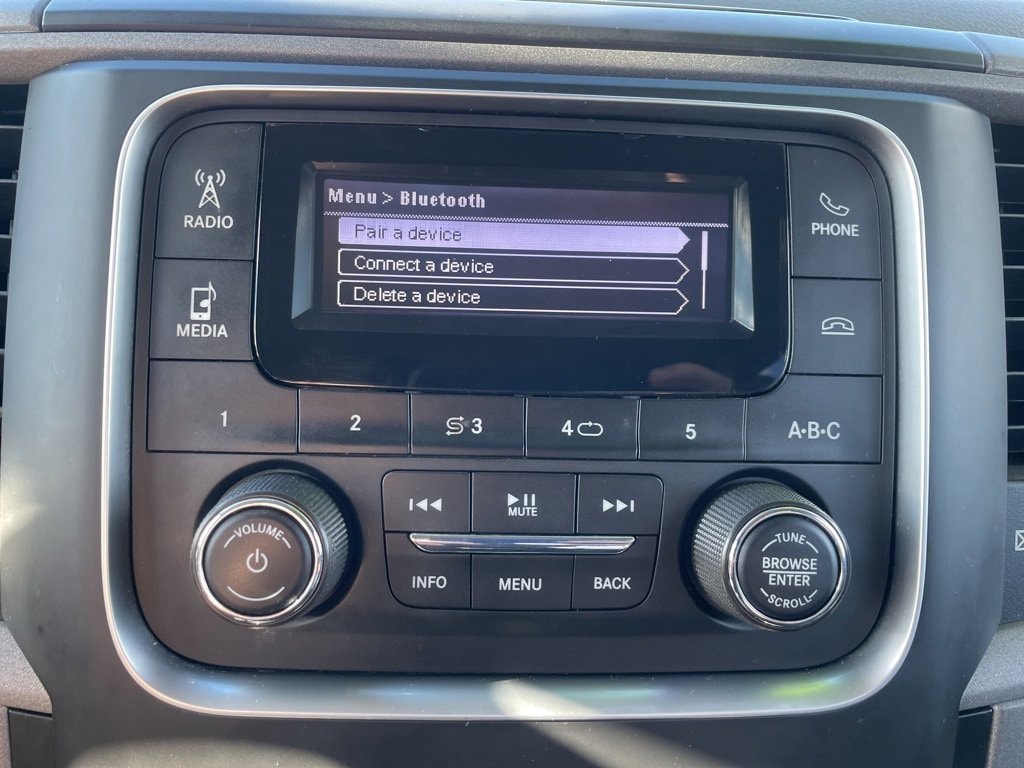 Menu > Bluetooth
Pair a device
Connect a device
Delete a device
RADIO
MEDIA
PHONE
1
2
3
4
5
A·B·C
MUTE
INFO
MENU
BACK
VOLUME
TUNE
BROWSE
ENTER
SCROLL